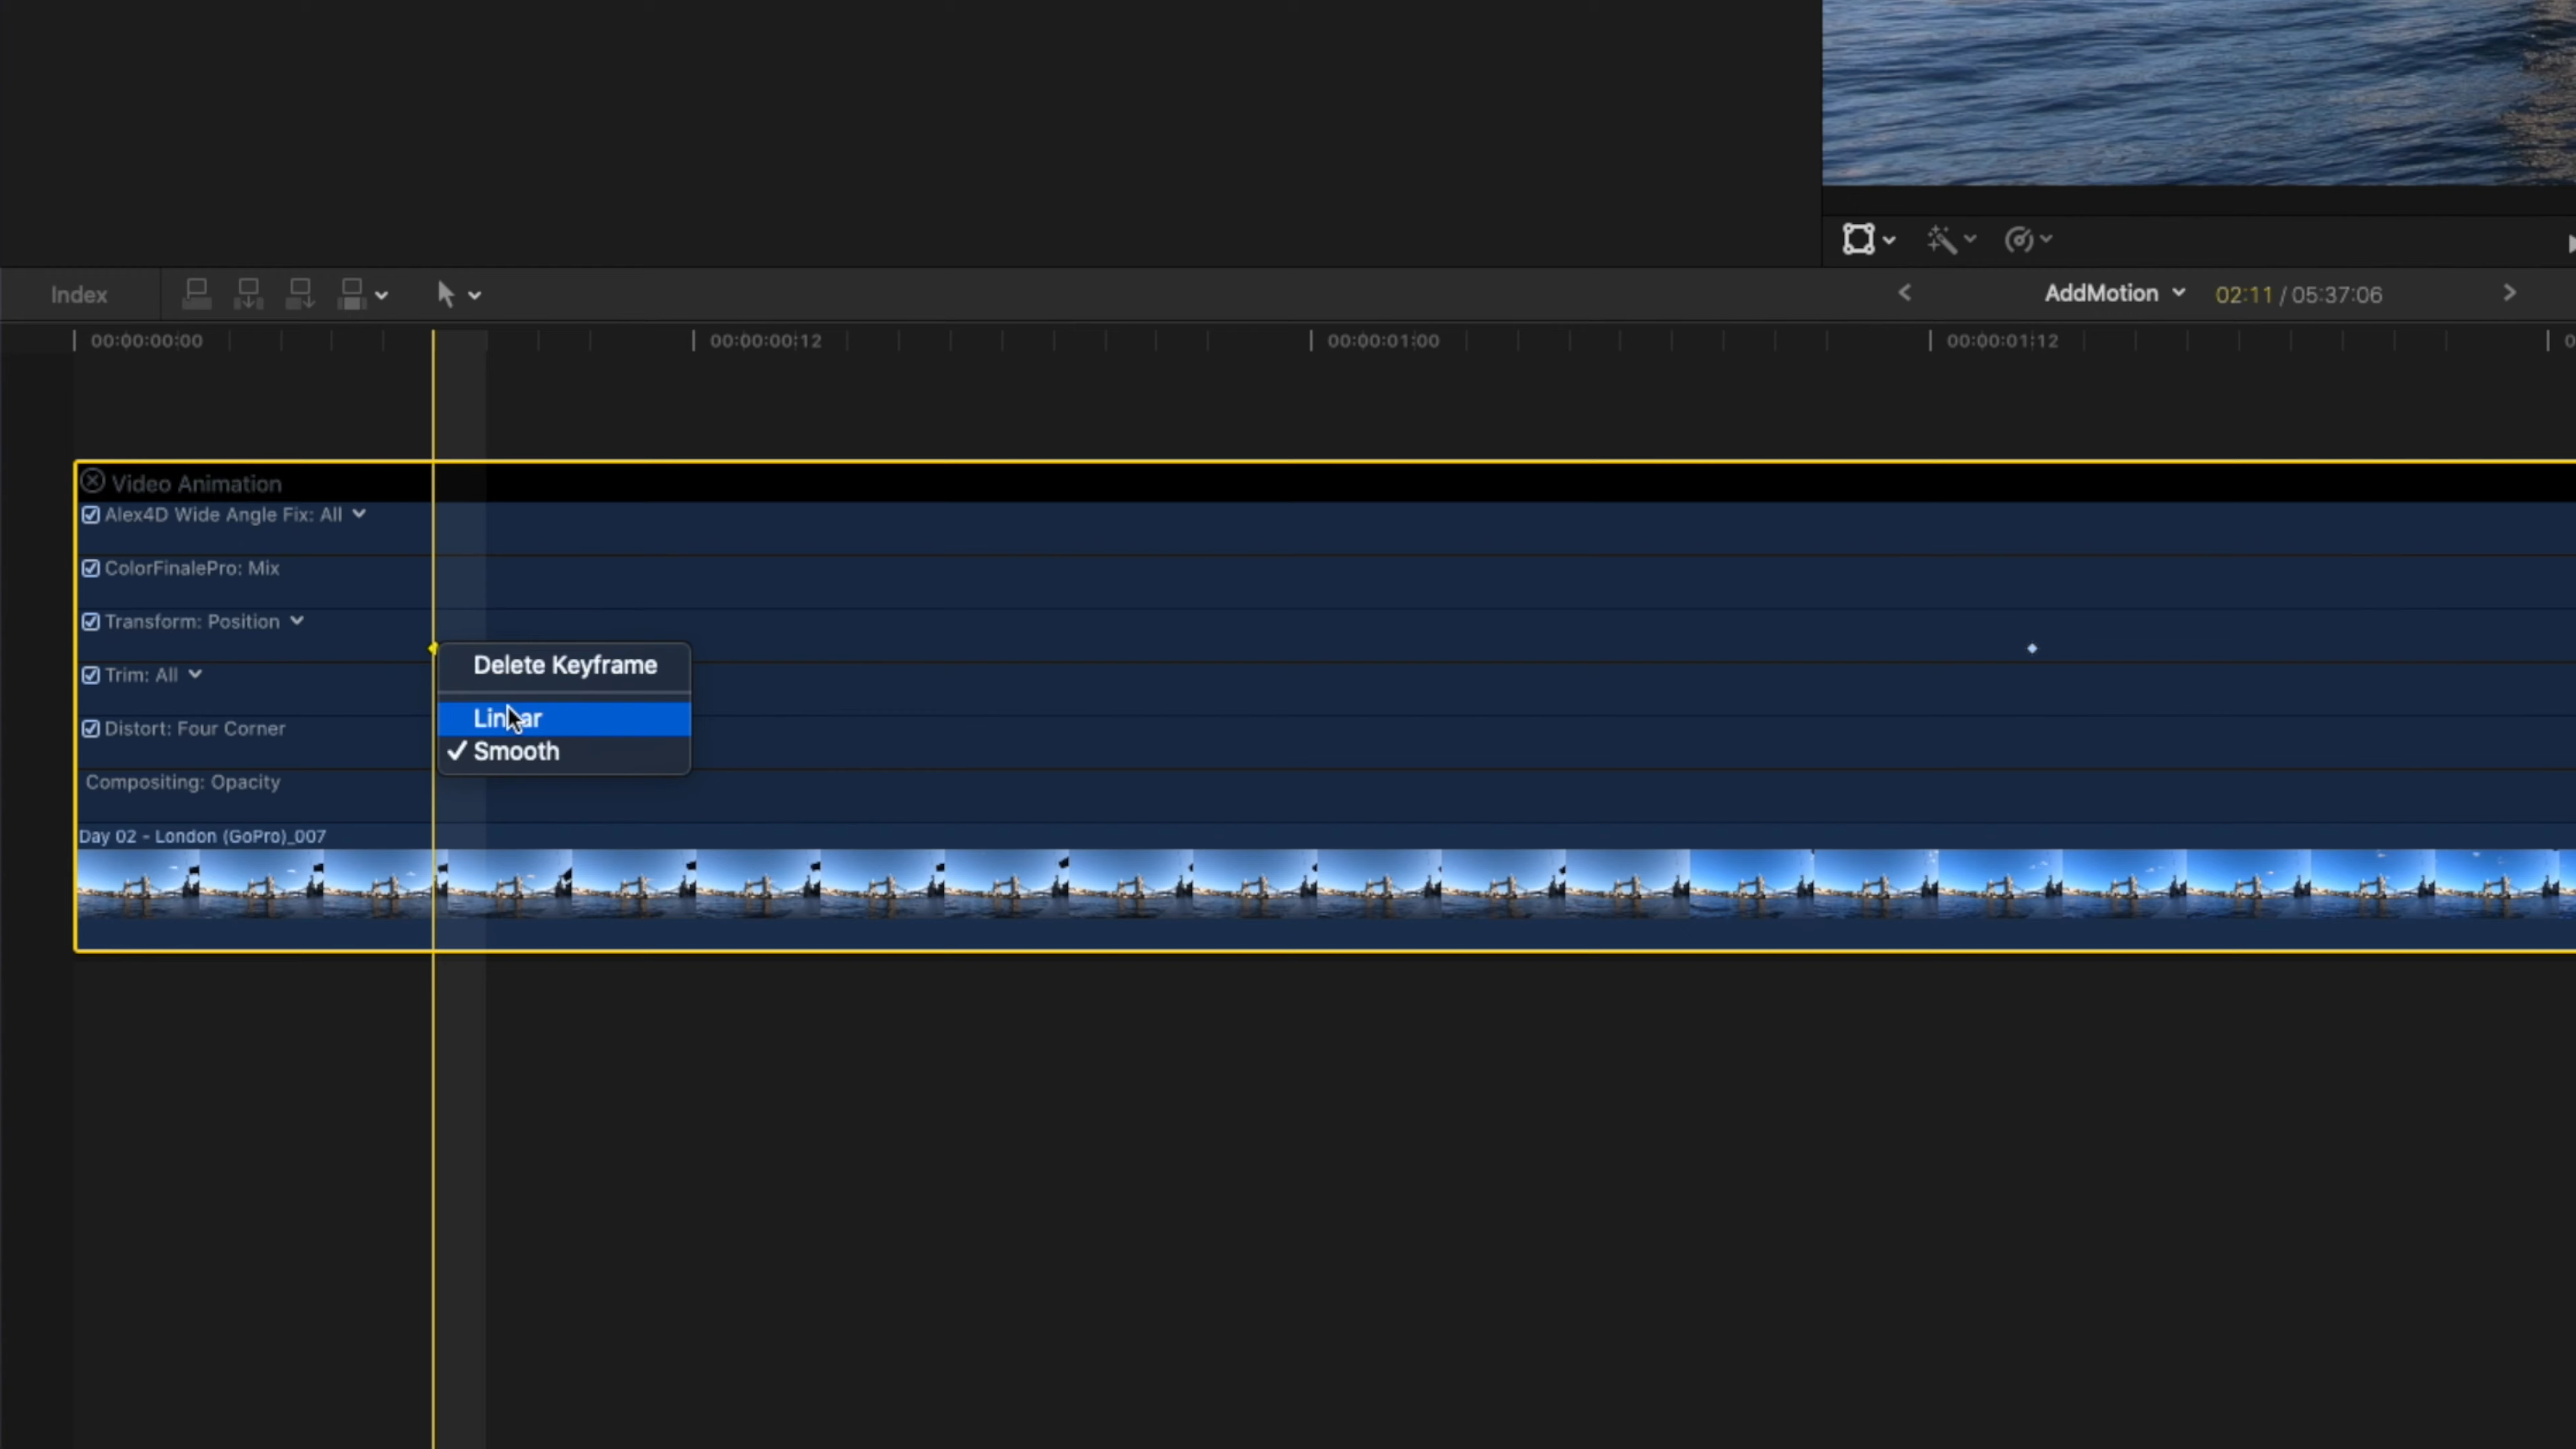 Index
AddMotion
02:11 / 05:37:06
00:00:00:00
00:00:00:12
00:00:01:00
00:00:01:12
Video Animation
Alex4D Wide Angle Fix: All
ColorFinalePro: Mix
Transform: Position
Delete Keyframe
Trim: All
Linear
Distort: Four Corner
Smooth
Compositing: Opacity
Day 02 - London (GoPro)_007